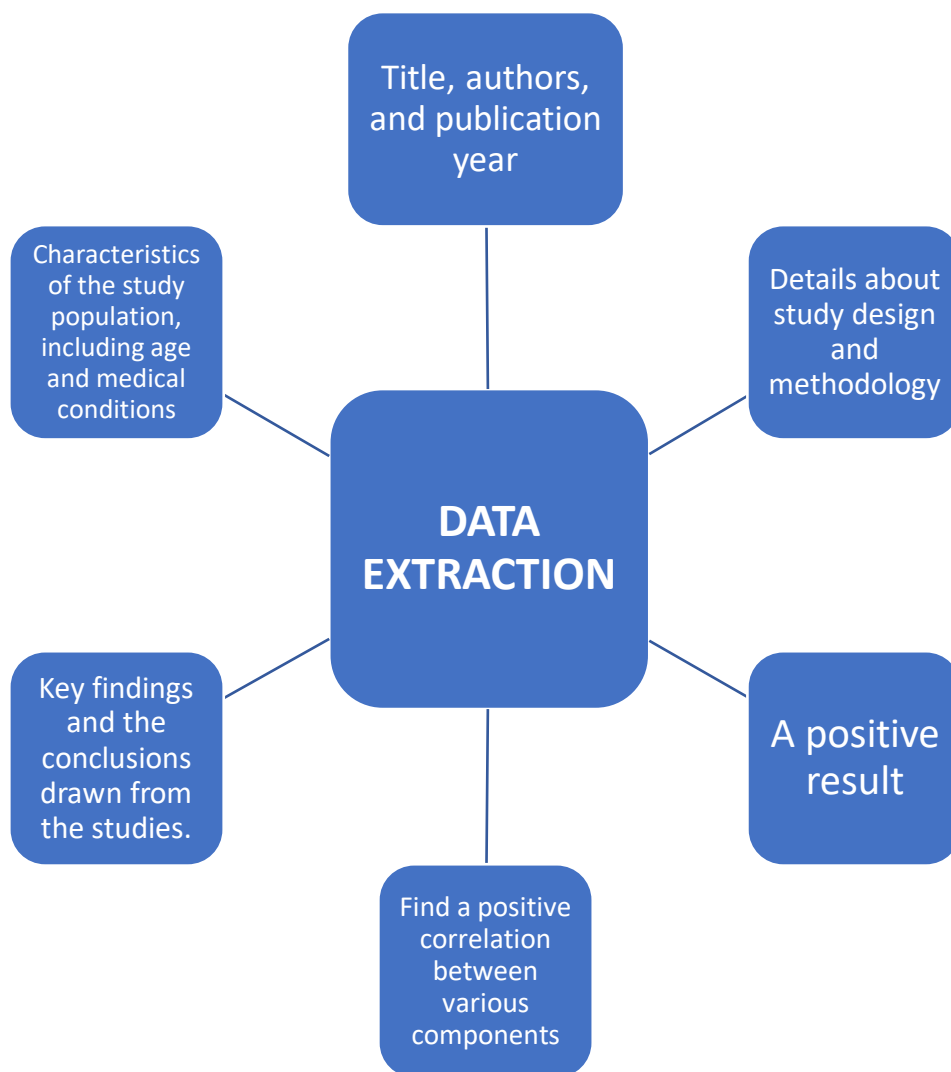 Title, authors,
and publication
year
Characteristics
of the study
population,
including age
and medical
conditions
Details about
study design
and
methodology
DATA
EXTRACTION
Key findings
and the
conclusions
drawn from
the studies.
A positive
result
Find a positive
correlation
between
various
components